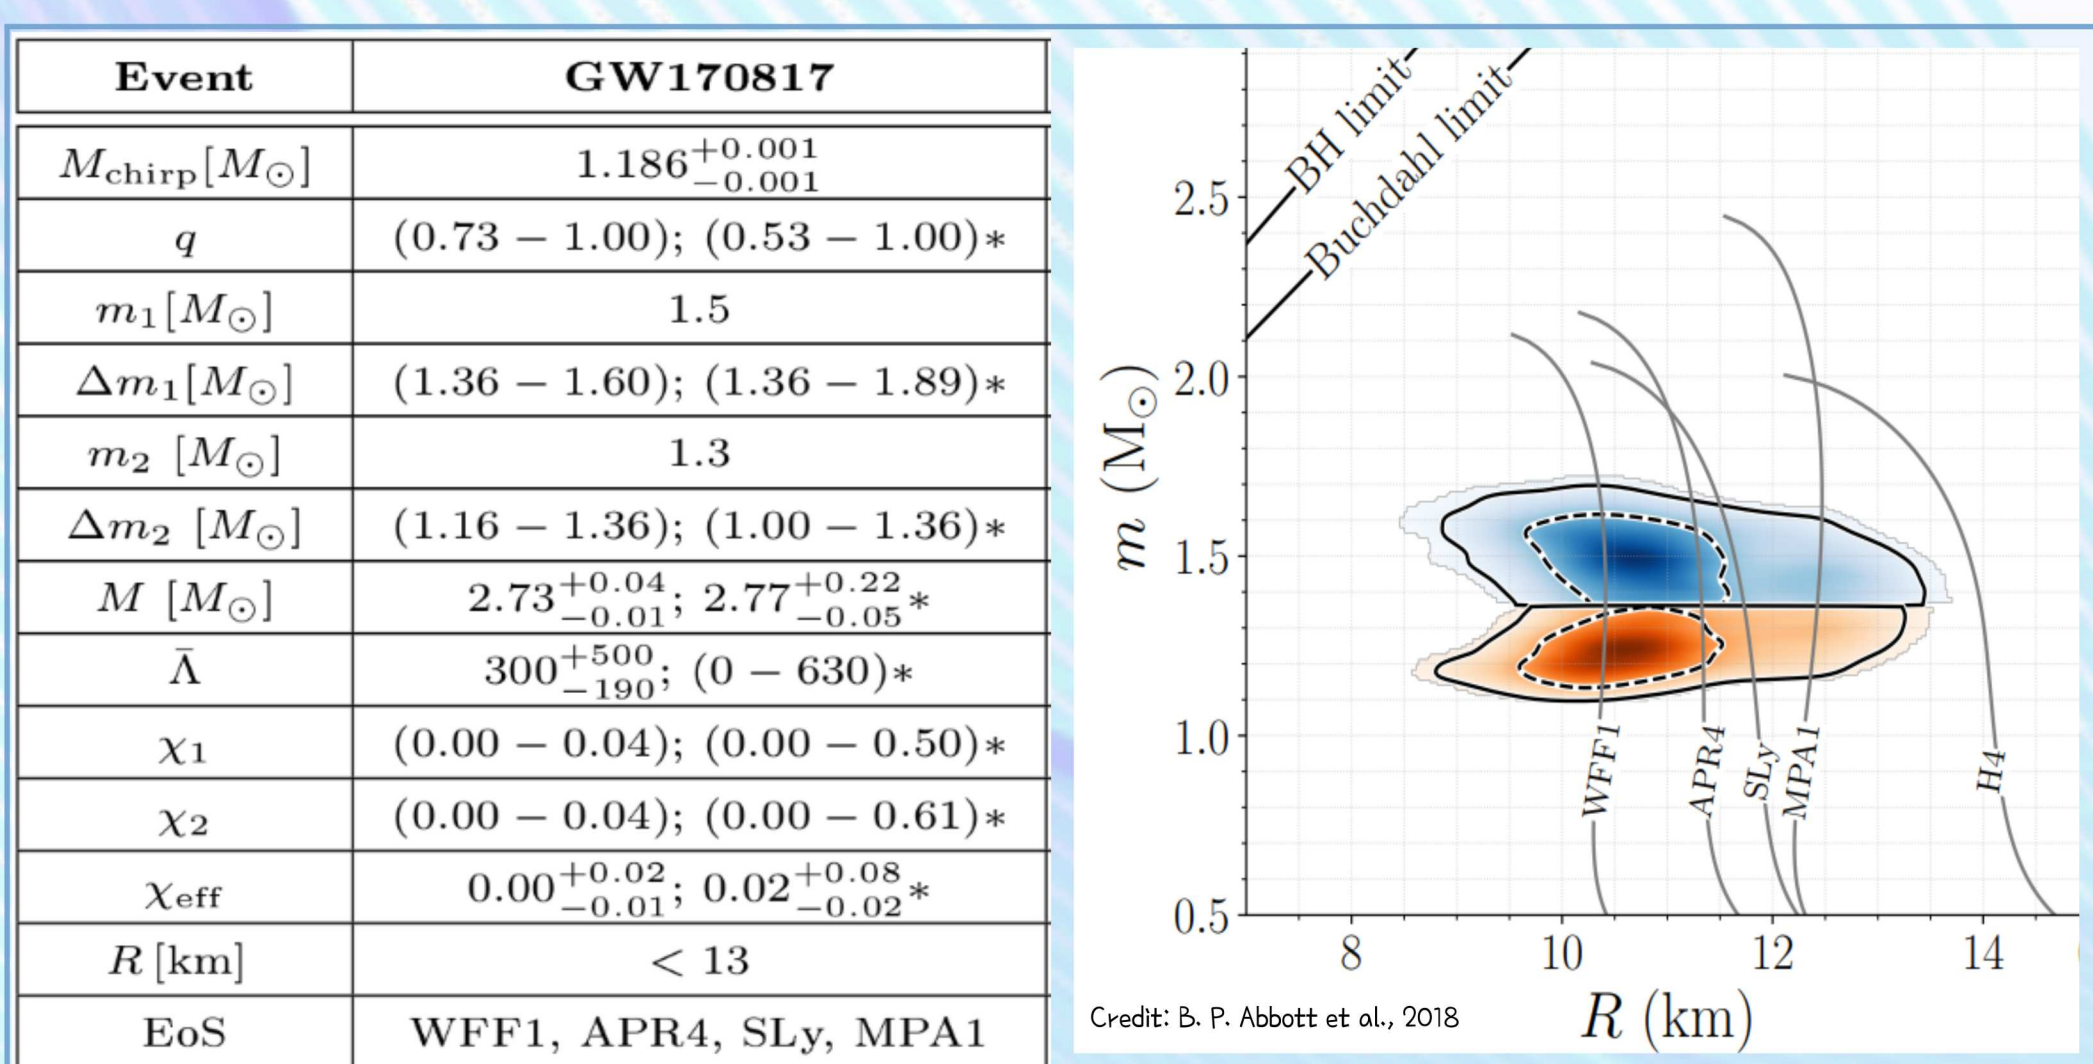 Event GW170817
M_chirp[M_⊙] 1.186^{+0.001}_{−0.001}
q (0.73 − 1.00); (0.53 − 1.00)*
m_1[M_⊙] 1.5
Δm_1[M_⊙] (1.36 − 1.60); (1.36 − 1.89)*
m_2 [M_⊙] 1.3
Δm_2 [M_⊙] (1.16 − 1.36); (1.00 − 1.36)*
M [M_⊙] 2.73^{+0.04}_{−0.01}; 2.77^{+0.22}_{−0.05}*
Λ̄ 300^{+500}_{−190}; (0 − 630)*
χ_1 (0.00 − 0.04); (0.00 − 0.50)*
χ_2 (0.00 − 0.04); (0.00 − 0.61)*
χ_eff 0.00^{+0.02}_{−0.01}; 0.02^{+0.08}_{−0.02}*
R [km] < 13
EoS WFF1, APR4, SLy, MPA1
BH limit
Buchdahl limit
2.5
2.0
1.5
1.0
0.5
m (M_⊙)
WFF1
APR4
SLy
MPA1
H4
8 10 12 14
R (km)
Credit: B. P. Abbott et al., 2018